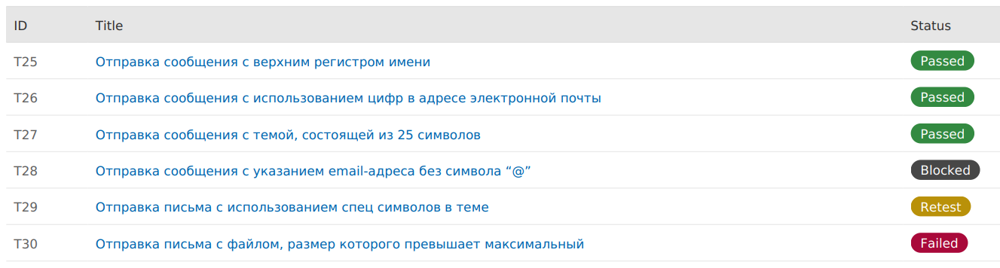 ID Title Status
T25 Отправка сообщения с верхним регистром имени Passed
T26 Отправка сообщения с использованием цифр в адресе электронной почты Passed
T27 Отправка сообщения с темой, состоящей из 25 символов Passed
T28 Отправка сообщения с указанием email-адреса без символа “@” Blocked
T29 Отправка письма с использованием спец символов в теме Retest
T30 Отправка письма с файлом, размер которого превышает максимальный Failed